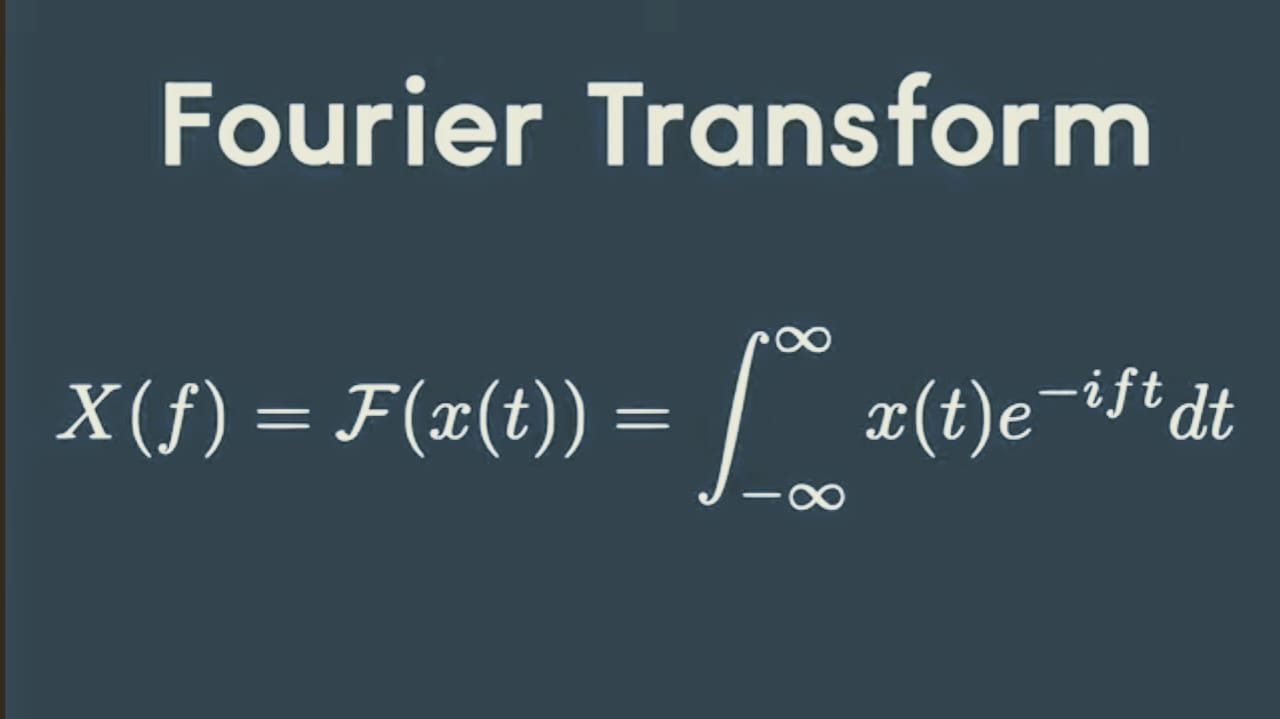 Fourier Transform
X(f) = ℱ(x(t)) = ∫_{-∞}^{∞} x(t)e^{-ift}dt